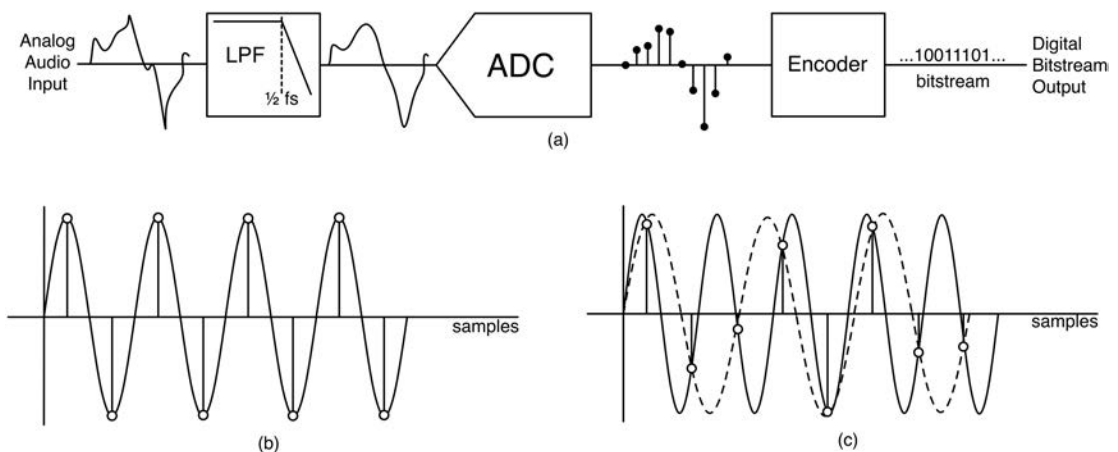 Analog
Audio
Input
LPF
½ fs
ADC
Encoder
...10011101...
bitstream
Digital
Bitstream
Output
(a)
samples
(b)
samples
(c)